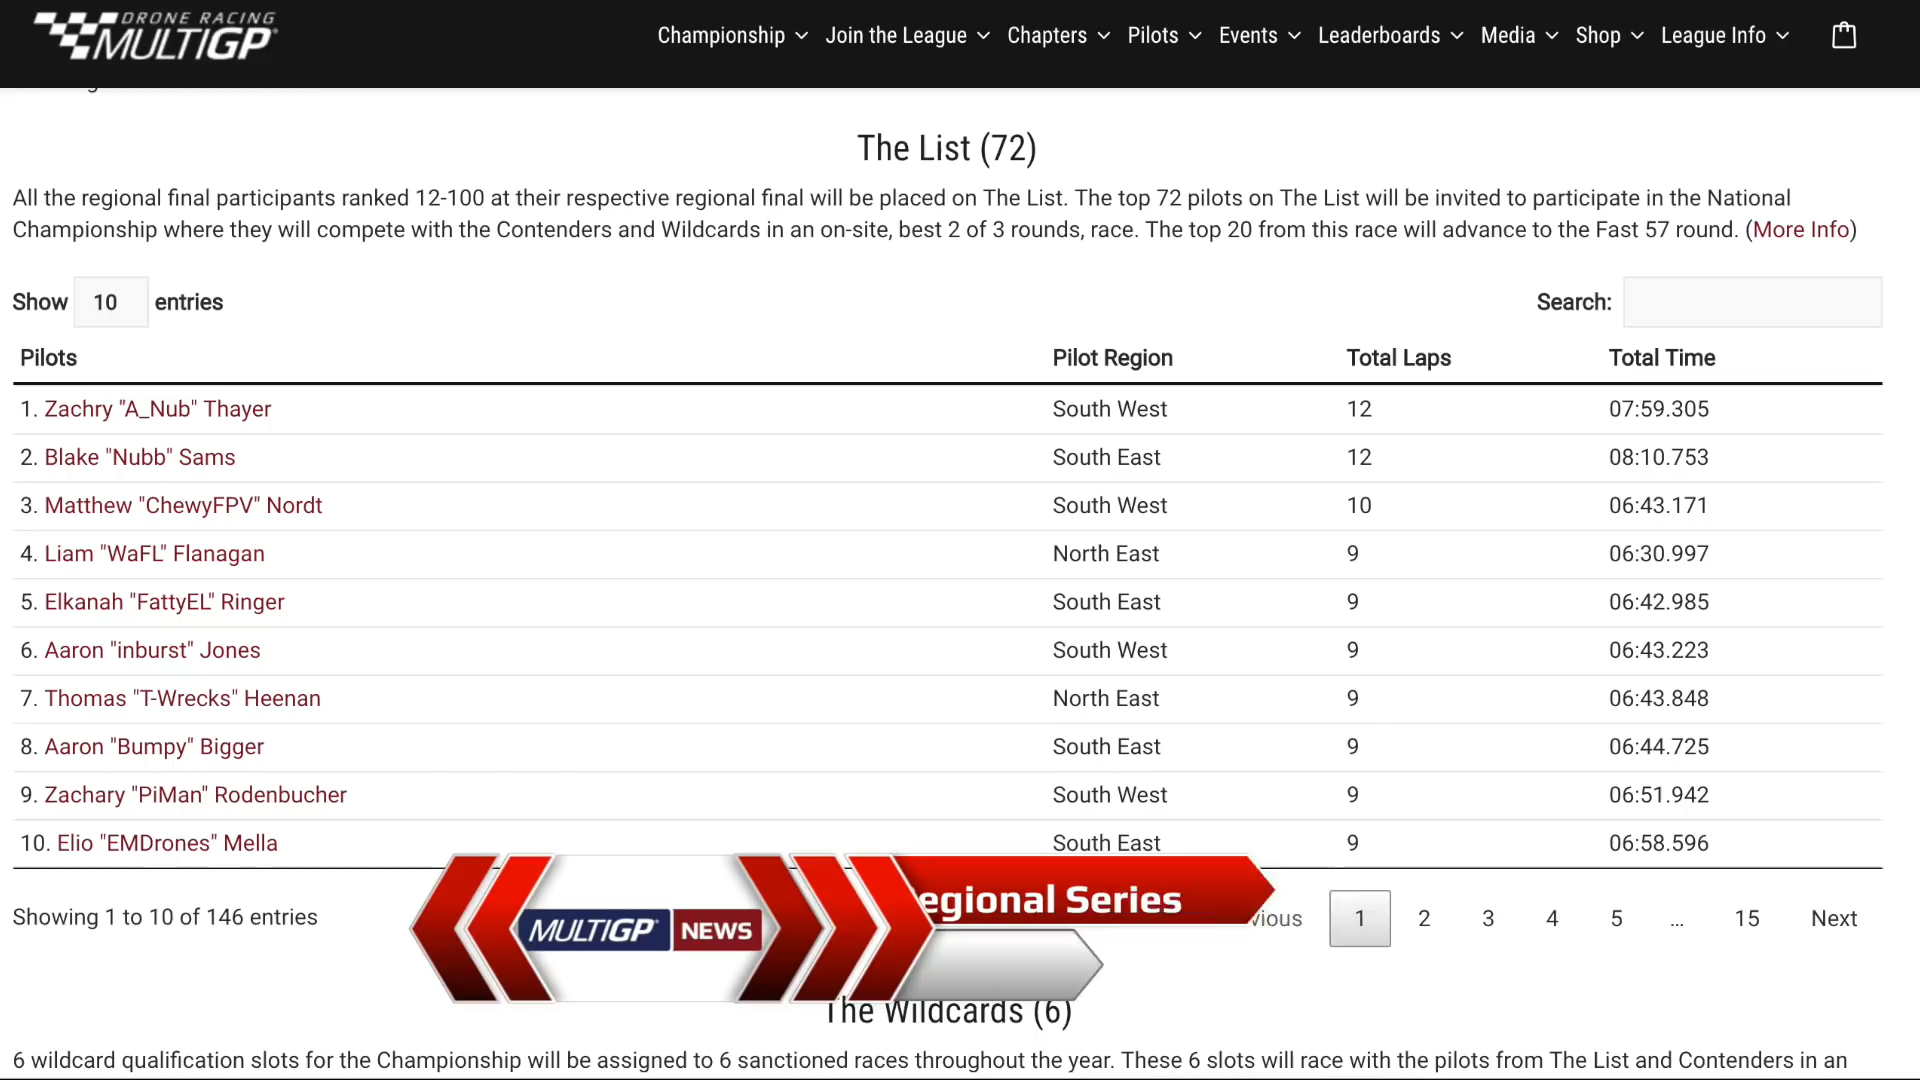 DRONE RACING
MULTIGP
Championship
Join the League
Chapters
Pilots
Events
Leaderboards
Media
Shop
League Info
The List (72)
All the regional final participants ranked 12-100 at their respective regional final will be placed on The List. The top 72 pilots on The List will be invited to participate in the National
Championship where they will compete with the Contenders and Wildcards in an on-site, best 2 of 3 rounds, race. The top 20 from this race will advance to the Fast 57 round. (More Info)
Show 10 entries
Search:
Pilots Pilot Region Total Laps Total Time
1. Zachry "A_Nub" Thayer South West 12 07:59.305
2. Blake "Nubb" Sams South East 12 08:10.753
3. Matthew "ChewyFPV" Nordt South West 10 06:43.171
4. Liam "WaFL" Flanagan North East 9 06:30.997
5. Elkanah "FattyEL" Ringer South East 9 06:42.985
6. Aaron "inburst" Jones South West 9 06:43.223
7. Thomas "T-Wrecks" Heenan North East 9 06:43.848
8. Aaron "Bumpy" Bigger South East 9 06:44.725
9. Zachary "PiMan" Rodenbucher South West 9 06:51.942
10. Elio "EMDrones" Mella South East 9 06:58.596
Showing 1 to 10 of 146 entries
MULTIGP NEWS
egional Series
vious 1 2 3 4 5 … 15 Next
The Wildcards (6)
6 wildcard qualification slots for the Championship will be assigned to 6 sanctioned races throughout the year. These 6 slots will race with the pilots from The List and Contenders in an